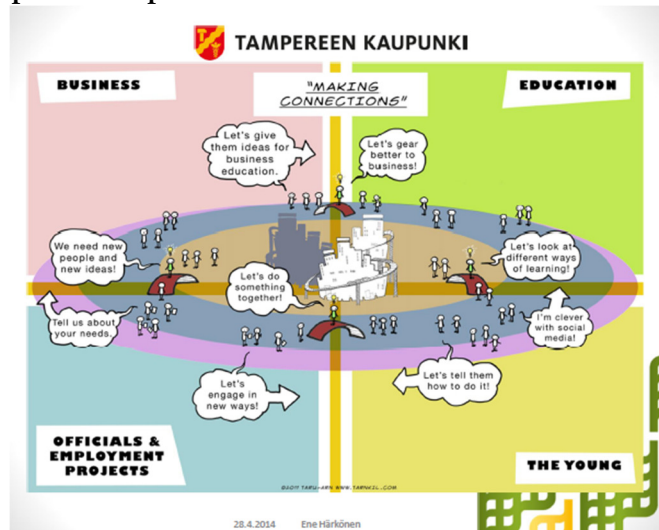 TAMPEREEN KAUPUNKI
BUSINESS
"MAKING
CONNECTIONS"
EDUCATION
Let's give
them ideas for
business
education.
Let's gear
better to
business!
We need new
people and
new ideas!
Let's do
something
together!
Let's look at
different ways
of learning!
Tell us about
your needs.
I'm clever
with social
media!
Let's
engage in
new ways!
Let's tell them
how to do it!
OFFICIALS &
EMPLOYMENT
PROJECTS
THE YOUNG
28.4.2014 Ene Härkönen